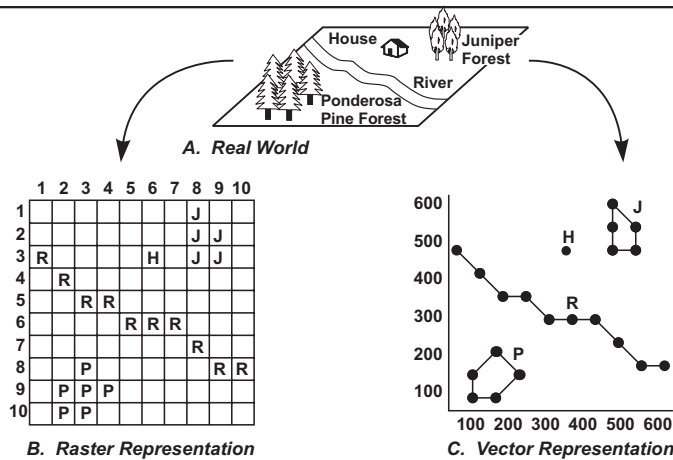 House
Juniper
Forest
River
Ponderosa
Pine Forest
A. Real World
1 2 3 4 5 6 7 8 9 10
1 J
2 J J
3 R H J J
4 R
5 R R
6 R R R
7 R
8 P R R
9 P P P
10 P P
B. Raster Representation
600
500
400
300
200
100
J
H
R
P
100 200 300 400 500 600
C. Vector Representation